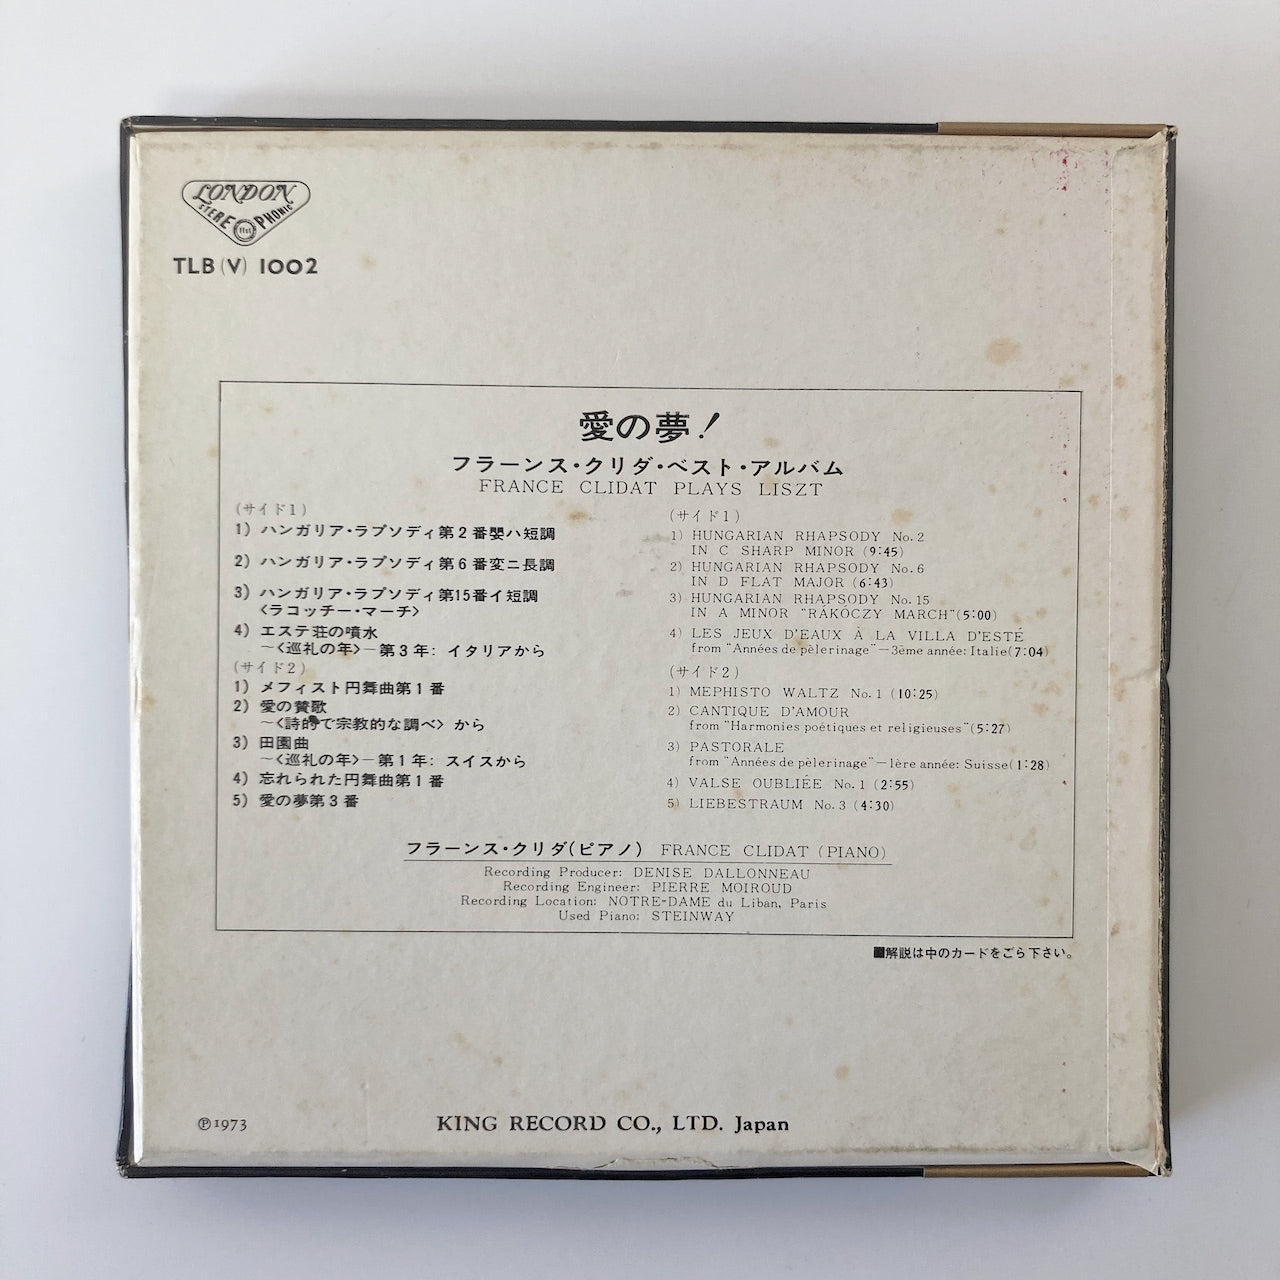 LONDON
STEREOPHONIC
ffss
TLB(V) 1002
愛の夢!
フラーンス・クリダ・ベスト・アルバム
FRANCE CLIDAT PLAYS LISZT
(サイド1)
1) ハンガリア・ラプソディ第2番嬰ハ短調
2) ハンガリア・ラプソディ第6番変ニ長調
3) ハンガリア・ラプソディ第15番イ短調
<ラコッチー・マーチ>
4) エステ荘の噴水
~<巡礼の年>-第3年: イタリアから
(サイド2)
1) メフィスト円舞曲第1番
2) 愛の賛歌
~<詩的で宗教的な調べ> から
3) 田園曲
~<巡礼の年>-第1年: スイスから
4) 忘れられた円舞曲第1番
5) 愛の夢第3番
(サイド1)
1) HUNGARIAN RHAPSODY No.2
IN C SHARP MINOR (9:45)
2) HUNGARIAN RHAPSODY No.6
IN D FLAT MAJOR (6:43)
3) HUNGARIAN RHAPSODY No.15
IN A MINOR "RÁKÓCZY MARCH"(5:00)
4) LES JEUX D'EAUX À LA VILLA D'ESTÉ
from "Années de pèlerinage"—3ème année: Italie(7:04)
(サイド2)
1) MEPHISTO WALTZ No.1 (10:25)
2) CANTIQUE D'AMOUR
from "Harmonies poétiques et religieuses"(5:27)
3) PASTORALE
from "Années de pèlerinage"—1ère année: Suisse(1:28)
4) VALSE OUBLIÉE No.1 (2:55)
5) LIEBESTRAUM No.3 (4:30)
フラーンス・クリダ(ピアノ) FRANCE CLIDAT (PIANO)
Recording Producer: DENISE DALLONNEAU
Recording Engineer: PIERRE MOIROUD
Recording Location: NOTRE-DAME du Liban, Paris
Used Piano: STEINWAY
■解説は中のカードをごら下さい。
Ⓟ1973
KING RECORD CO., LTD. Japan